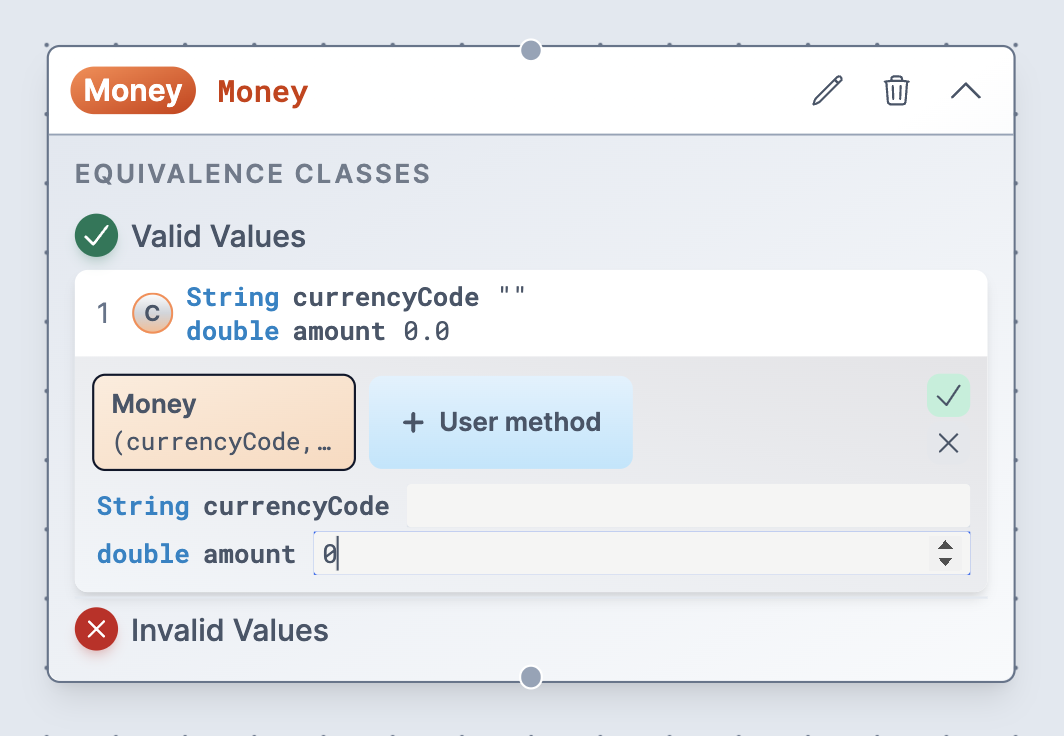 Money Money
EQUIVALENCE CLASSES
Valid Values
1 C String currencyCode ""
double amount 0.0
Money
(currencyCode, …
+ User method
String currencyCode
double amount 0
Invalid Values